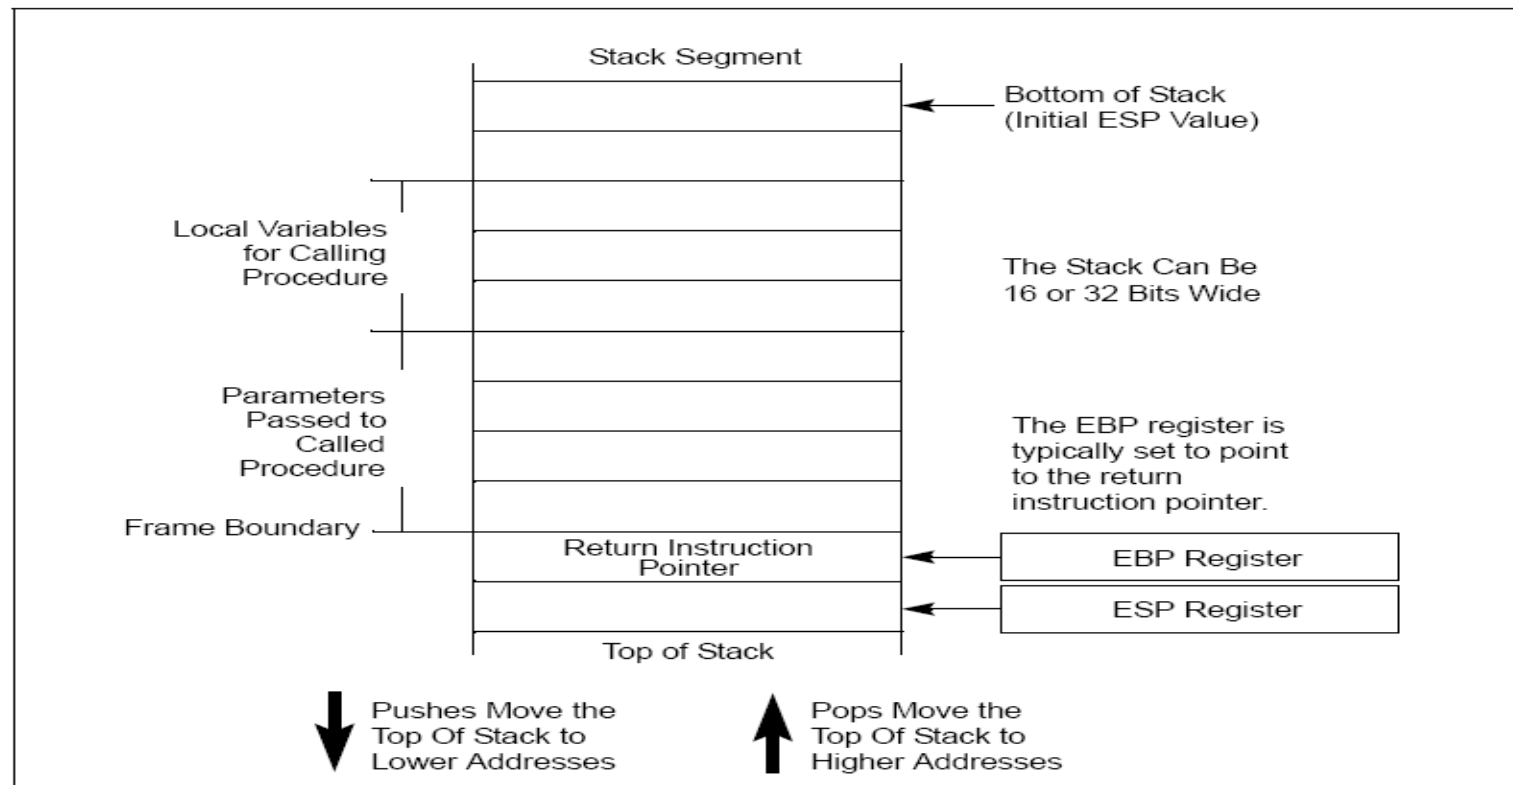 Stack Segment
Bottom of Stack
(Initial ESP Value)
Local Variables
for Calling
Procedure
The Stack Can Be
16 or 32 Bits Wide
Parameters
Passed to
Called
Procedure
The EBP register is
typically set to point
to the return
instruction pointer.
Frame Boundary
Return Instruction
Pointer
EBP Register
ESP Register
Top of Stack
Pushes Move the
Top Of Stack to
Lower Addresses
Pops Move the
Top Of Stack to
Higher Addresses